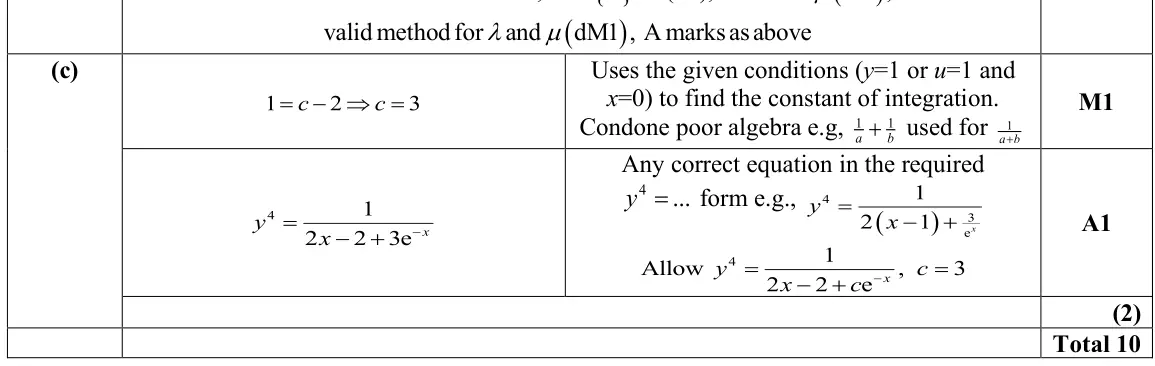 valid method for λ and μ (dM1), A marks as above
(c)
1 = c − 2 ⇒ c = 3
Uses the given conditions (y=1 or u=1 and
x=0) to find the constant of integration.
Condone poor algebra e.g, 1/a + 1/b used for 1/(a+b)
M1
y⁴ = 1/(2x − 2 + 3e⁻ˣ)
Any correct equation in the required
y⁴ = ... form e.g., y⁴ = 1/(2(x − 1) + 3/eˣ)
Allow y⁴ = 1/(2x − 2 + ce⁻ˣ), c = 3
A1
(2)
Total 10